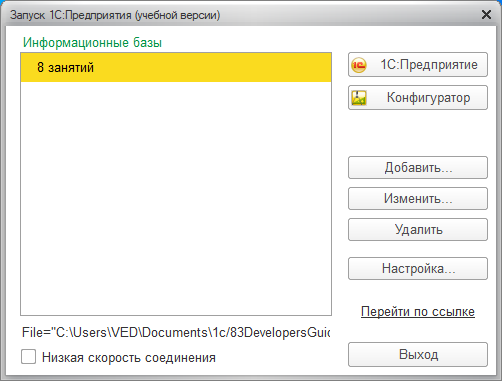 Запуск 1С:Предприятия (учебной версии)
Информационные базы
8 занятий
1С:Предприятие
Конфигуратор
Добавить...
Изменить...
Удалить
Настройка...
Перейти по ссылке
File="C:\Users\VED\Documents\1c/83DevelopersGuid
Низкая скорость соединения
Выход